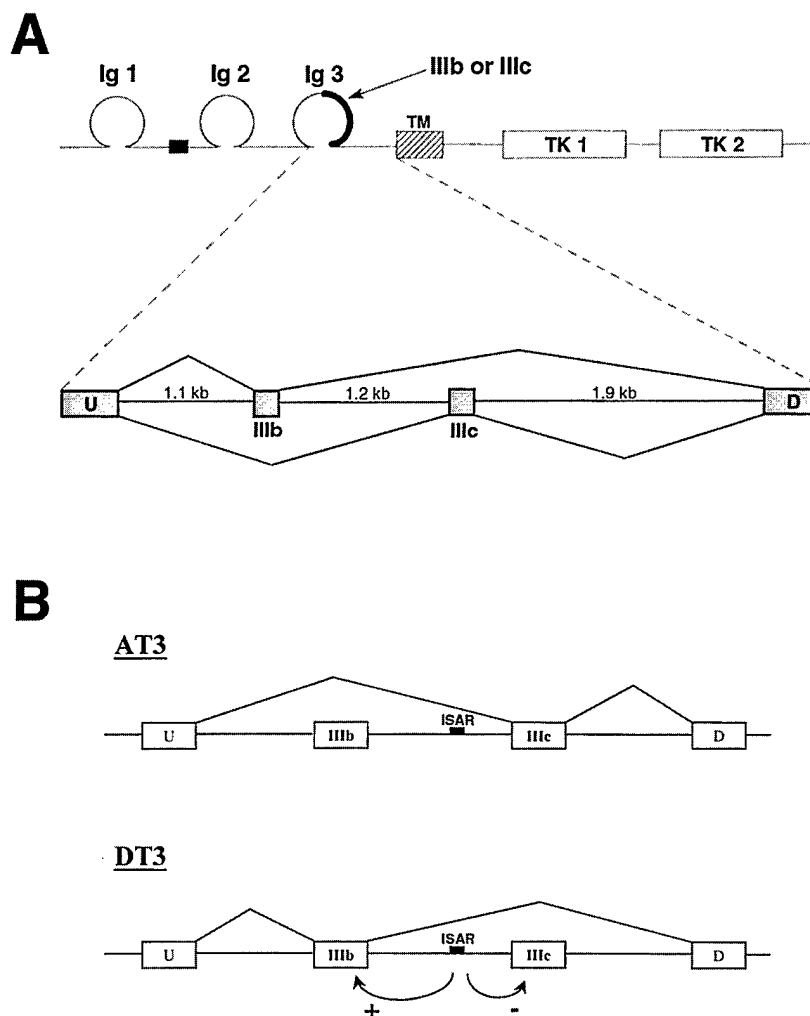 A
Ig 1 Ig 2 Ig 3 IIIb or IIIc
TM
TK 1 TK 2
U 1.1 kb 1.2 kb 1.9 kb D
IIIb IIIc
B
AT3
ISAR
U IIIb IIIc D
DT3
ISAR
U IIIb IIIc D
+ -